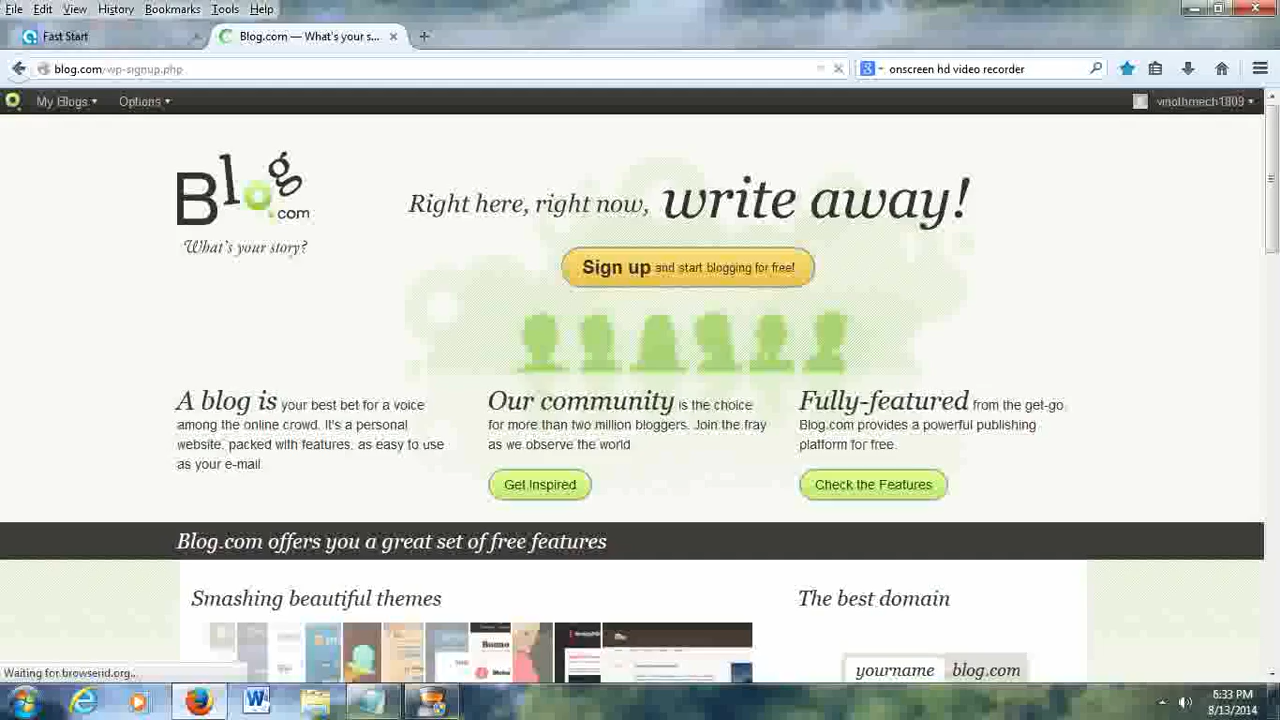 File Edit View History Bookmarks Tools Help
Fast Start
Blog.com — What's your s...
blog.com/wp-signup.php
onscreen hd video recorder
My Blogs Options
Blog .com
What's your story?
Right here, right now, write away!
Sign up and start blogging for free!
A blog is your best bet for a voice
among the online crowd. It's a personal
website, packed with features, as easy to use
as your e-mail.
Our community is the choice
for more than two million bloggers. Join the fray
as we observe the world
Get Inspired
Fully-featured from the get-go
Blog.com provides a powerful publishing
platform for free.
Check the Features
Blog.com offers you a great set of free features
Smashing beautiful themes
The best domain
yourname blog.com
Waiting for browsend.org...
6:33 PM
8/13/2014